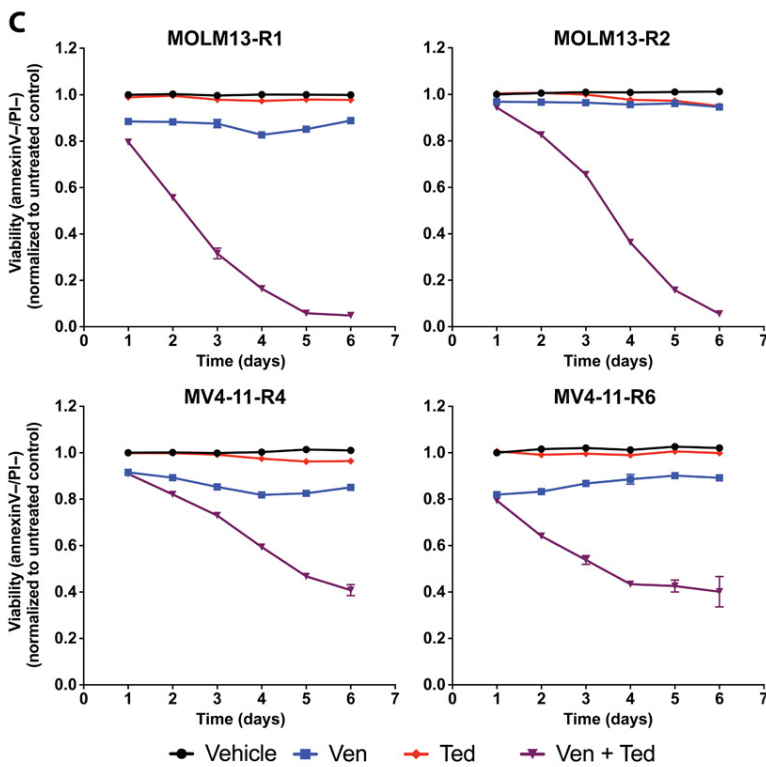 C
MOLM13-R1
MOLM13-R2
Viability (annexinV–/PI–)
(normalized to untreated control)
1.2
1.0
0.8
0.6
0.4
0.2
0.0
0 1 2 3 4 5 6 7
Time (days)
1.2
1.0
0.8
0.6
0.4
0.2
0.0
0 1 2 3 4 5 6 7
Time (days)
MV4-11-R4
MV4-11-R6
Viability (annexinV–/PI–)
(normalized to untreated control)
1.2
1.0
0.8
0.6
0.4
0.2
0.0
0 1 2 3 4 5 6 7
Time (days)
1.2
1.0
0.8
0.6
0.4
0.2
0.0
0 1 2 3 4 5 6 7
Time (days)
Vehicle Ven Ted Ven + Ted